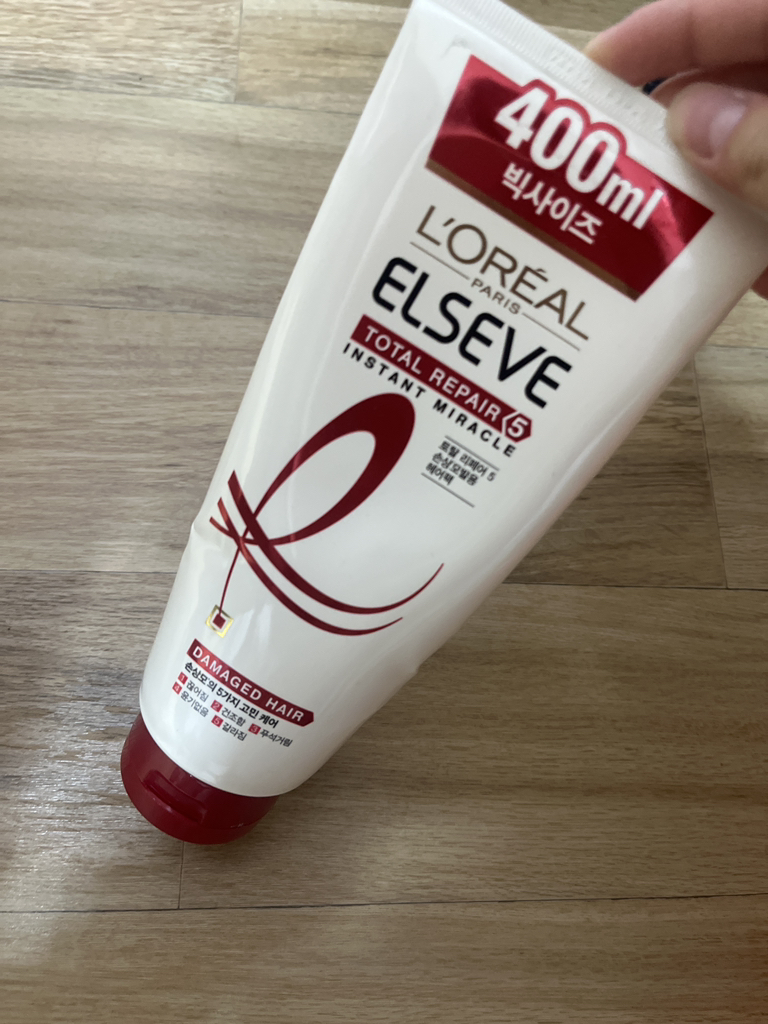 400ml
빅사이즈
L'ORÉAL
PARIS
ELSEVE
TOTAL REPAIR 5
INSTANT MIRACLE
토탈 리페어 5
손상모발용
헤어팩
DAMAGED HAIR
손상모의 5가지 고민 케어
1 끊어짐 2 건조함 3 푸석거림
4 윤기없음 5 갈라짐